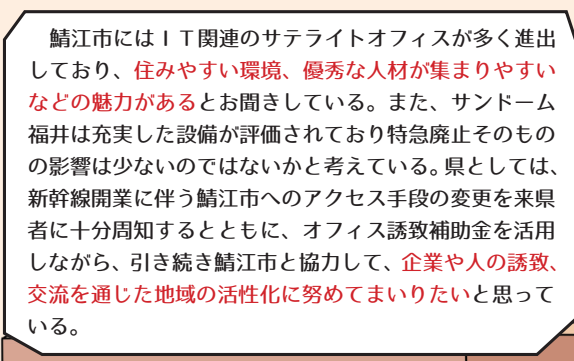 鯖江市にはＩＴ関連のサテライトオフィスが多く進出
しており、住みやすい環境、優秀な人材が集まりやすい
などの魅力があるとお聞きしている。また、サンドーム
福井は充実した設備が評価されており特急廃止そのもの
の影響は少ないのではないかと考えている。県としては、
新幹線開業に伴う鯖江市へのアクセス手段の変更を来県
者に十分周知するとともに、オフィス誘致補助金を活用
しながら、引き続き鯖江市と協力して、企業や人の誘致、
交流を通じた地域の活性化に努めてまいりたいと思って
いる。